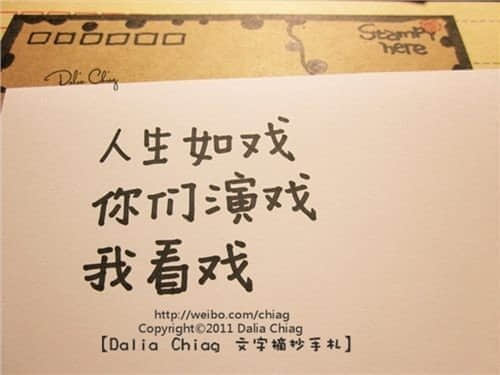 Stamp
here
Dalia Chiag
人生如戏
你们演戏
我看戏
http://weibo.com/chiag
Copyright©2011 Dalia Chiag
【Dalia Chiag 文字摘抄手札】